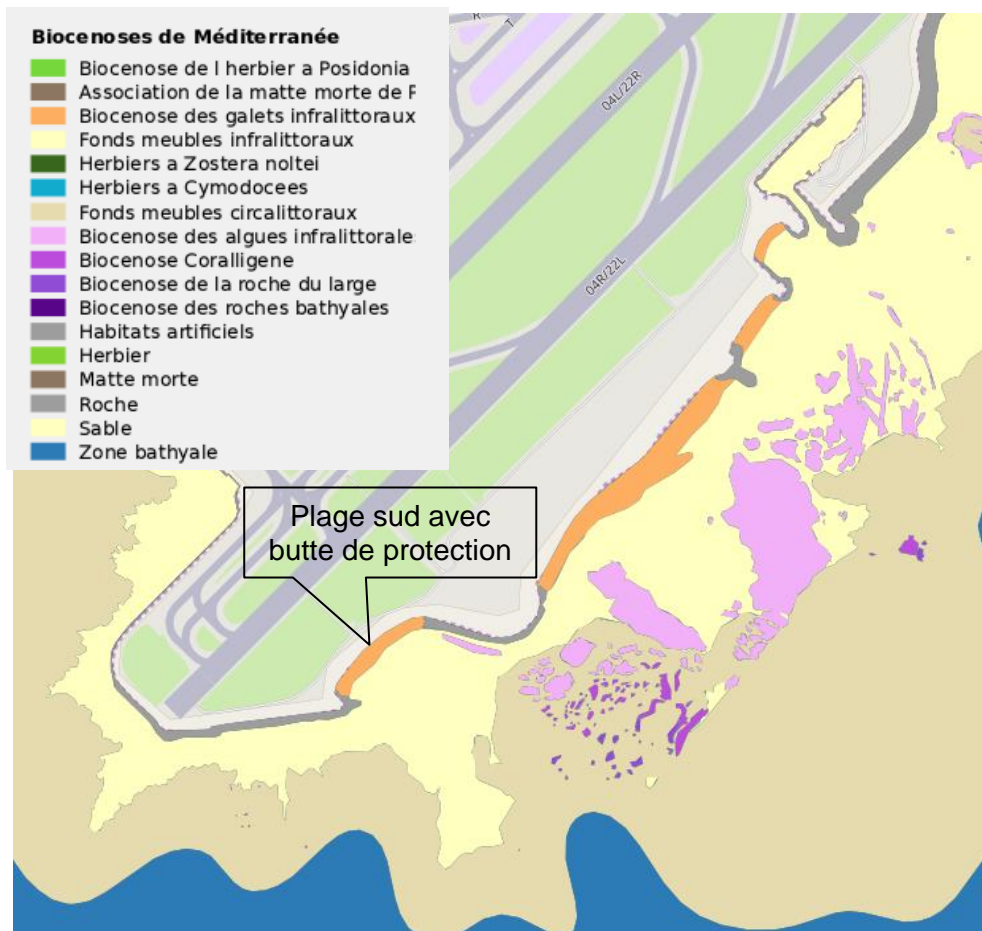 Biocenoses de Méditerranée
Biocenose de l herbier a Posidonia
Association de la matte morte de P
Biocenose des galets infralittoraux
Fonds meubles infralittoraux
Herbiers a Zostera noltei
Herbiers a Cymodocees
Fonds meubles circalittoraux
Biocenose des algues infralittorale
Biocenose Coralligene
Biocenose de la roche du large
Biocenose des roches bathyales
Habitats artificiels
Herbier
Matte morte
Roche
Sable
Zone bathyale
R
T
04L/22R
04R/22L
Plage sud avec
butte de protection